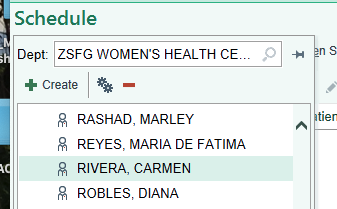 Schedule
Dept: ZSFG WOMEN'S HEALTH CE...
Create
RASHAD, MARLEY
REYES, MARIA DE FATIMA
RIVERA, CARMEN
ROBLES, DIANA